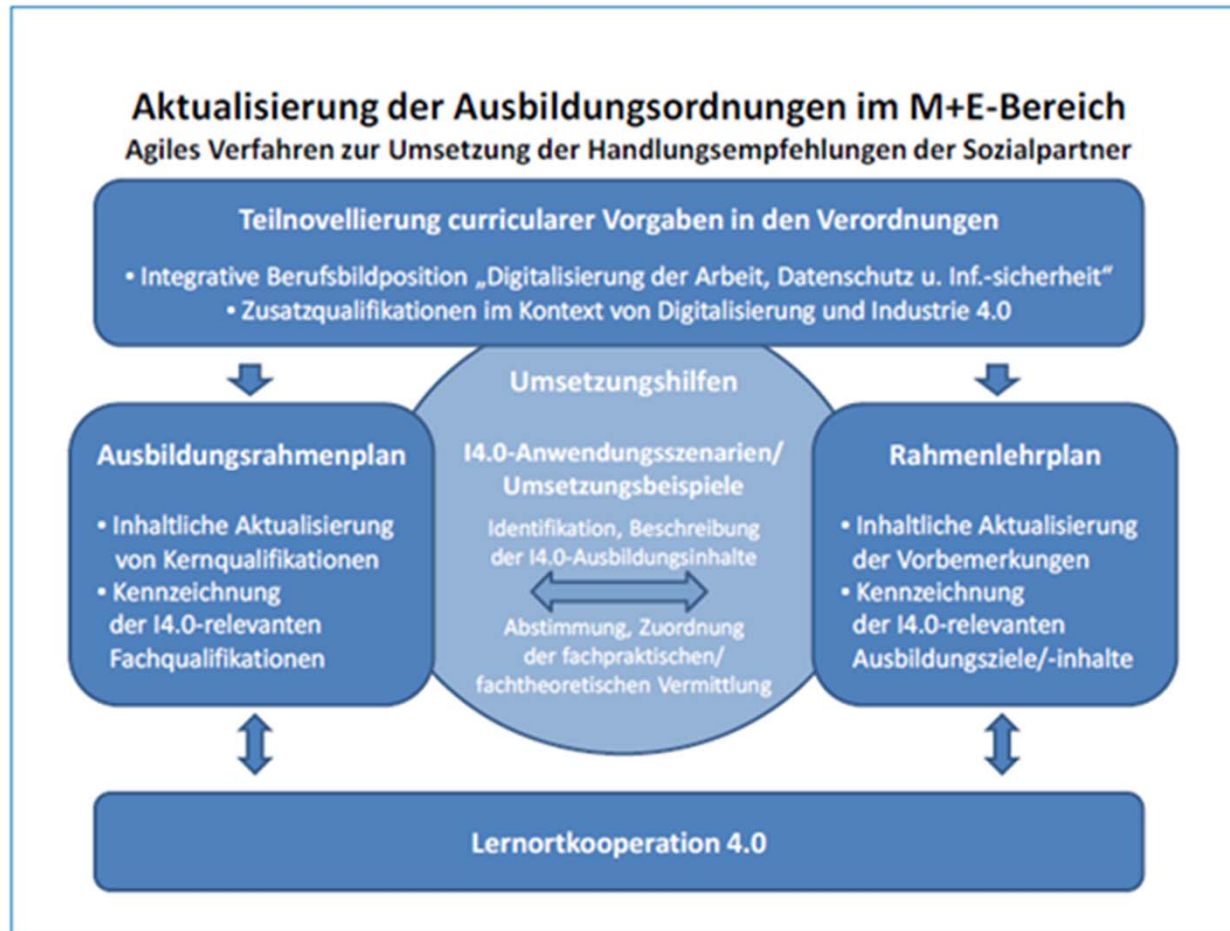 Aktualisierung der Ausbildungsordnungen im M+E-Bereich
Agiles Verfahren zur Umsetzung der Handlungsempfehlungen der Sozialpartner
Teilnovellierung curricularer Vorgaben in den Verordnungen
• Integrative Berufsbildposition „Digitalisierung der Arbeit, Datenschutz u. Inf.-sicherheit“
• Zusatzqualifikationen im Kontext von Digitalisierung und Industrie 4.0
Ausbildungsrahmenplan
• Inhaltliche Aktualisierung
von Kernqualifikationen
• Kennzeichnung
der I4.0-relevanten
Fachqualifikationen
Umsetzungshilfen
I4.0-Anwendungsszenarien/
Umsetzungsbeispiele
Identifikation, Beschreibung
der I4.0-Ausbildungsinhalte
Abstimmung, Zuordnung
der fachpraktischen/
fachtheoretischen Vermittlung
Rahmenlehrplan
• Inhaltliche Aktualisierung
der Vorbemerkungen
• Kennzeichnung
der I4.0-relevanten
Ausbildungsziele/-inhalte
Lernortkooperation 4.0